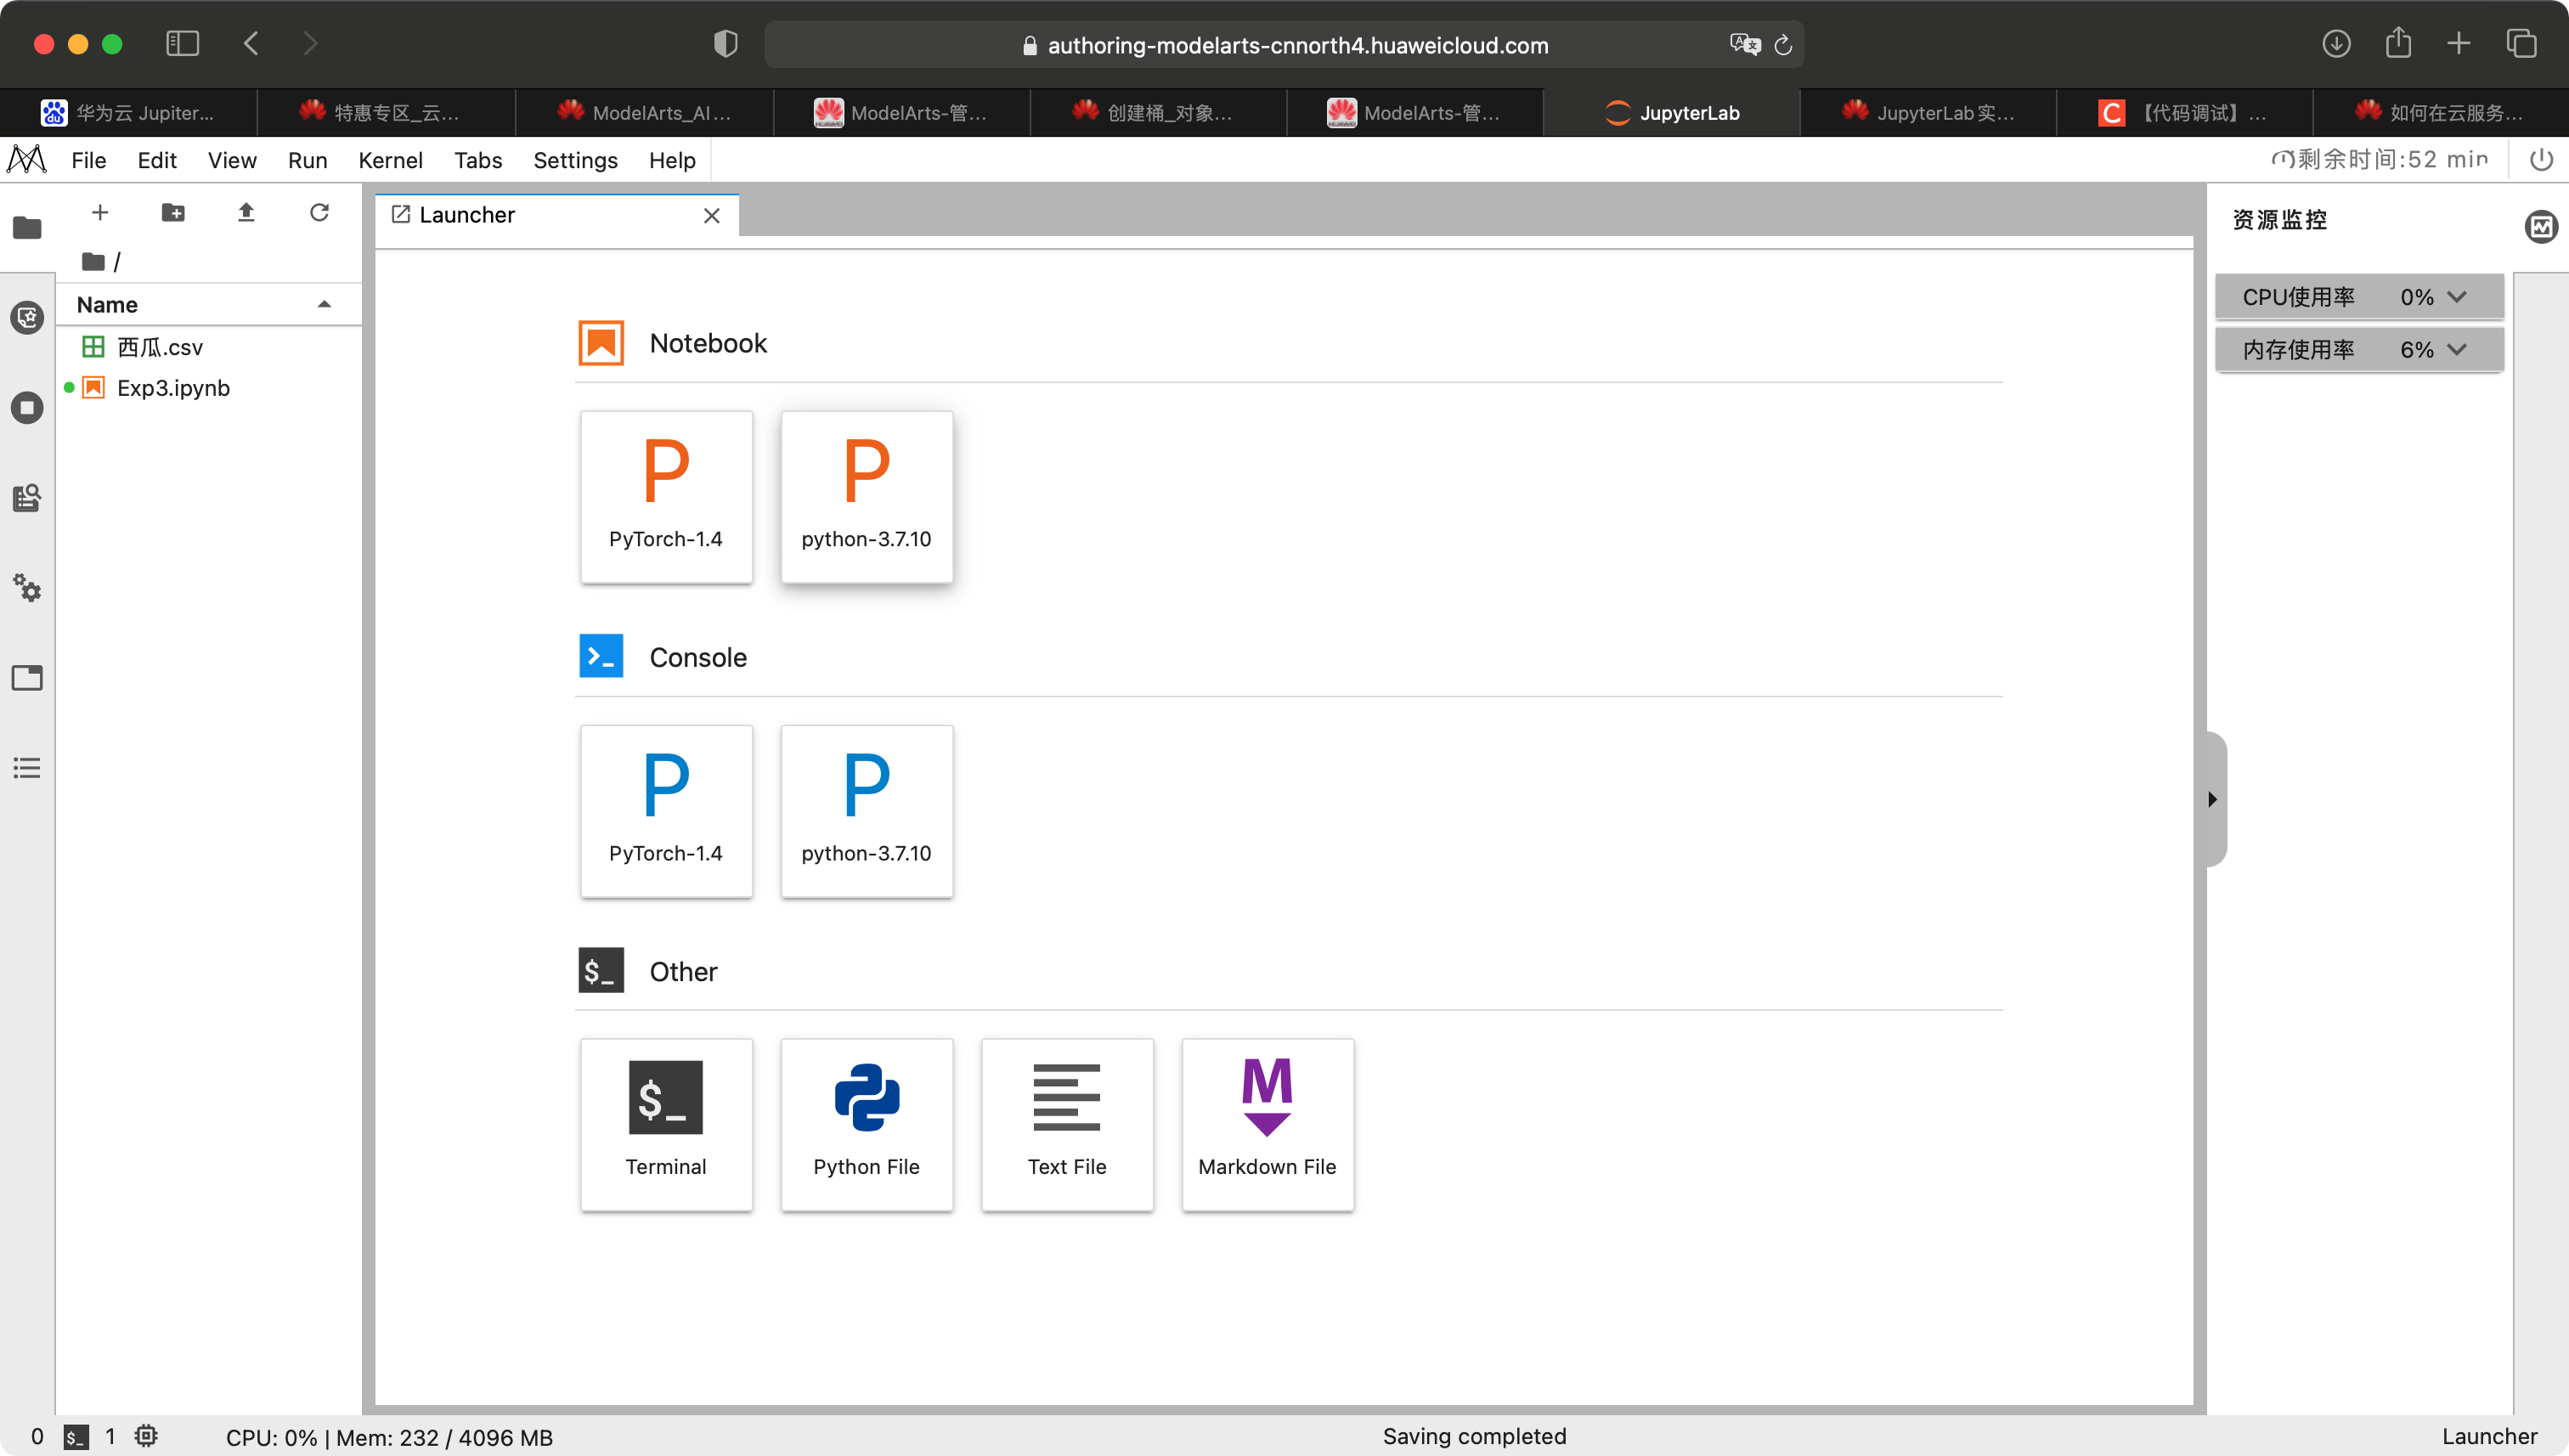 authoring-modelarts-cnnorth4.huaweicloud.com
华为云 Jupiter...
特惠专区_云...
ModelArts_AI...
ModelArts-管...
创建桶_对象...
ModelArts-管...
JupyterLab
JupyterLab实...
【代码调试】...
如何在云服务...
File Edit View Run Kernel Tabs Settings Help
剩余时间:52 min
Launcher
资源监控
/
Name
CPU使用率 0%
西瓜.csv
内存使用率 6%
Exp3.ipynb
Notebook
P P
PyTorch-1.4 python-3.7.10
Console
P P
PyTorch-1.4 python-3.7.10
$_ Other
$_ M
Terminal Python File Text File Markdown File
0 $_ 1 CPU: 0% | Mem: 232 / 4096 MB Saving completed Launcher